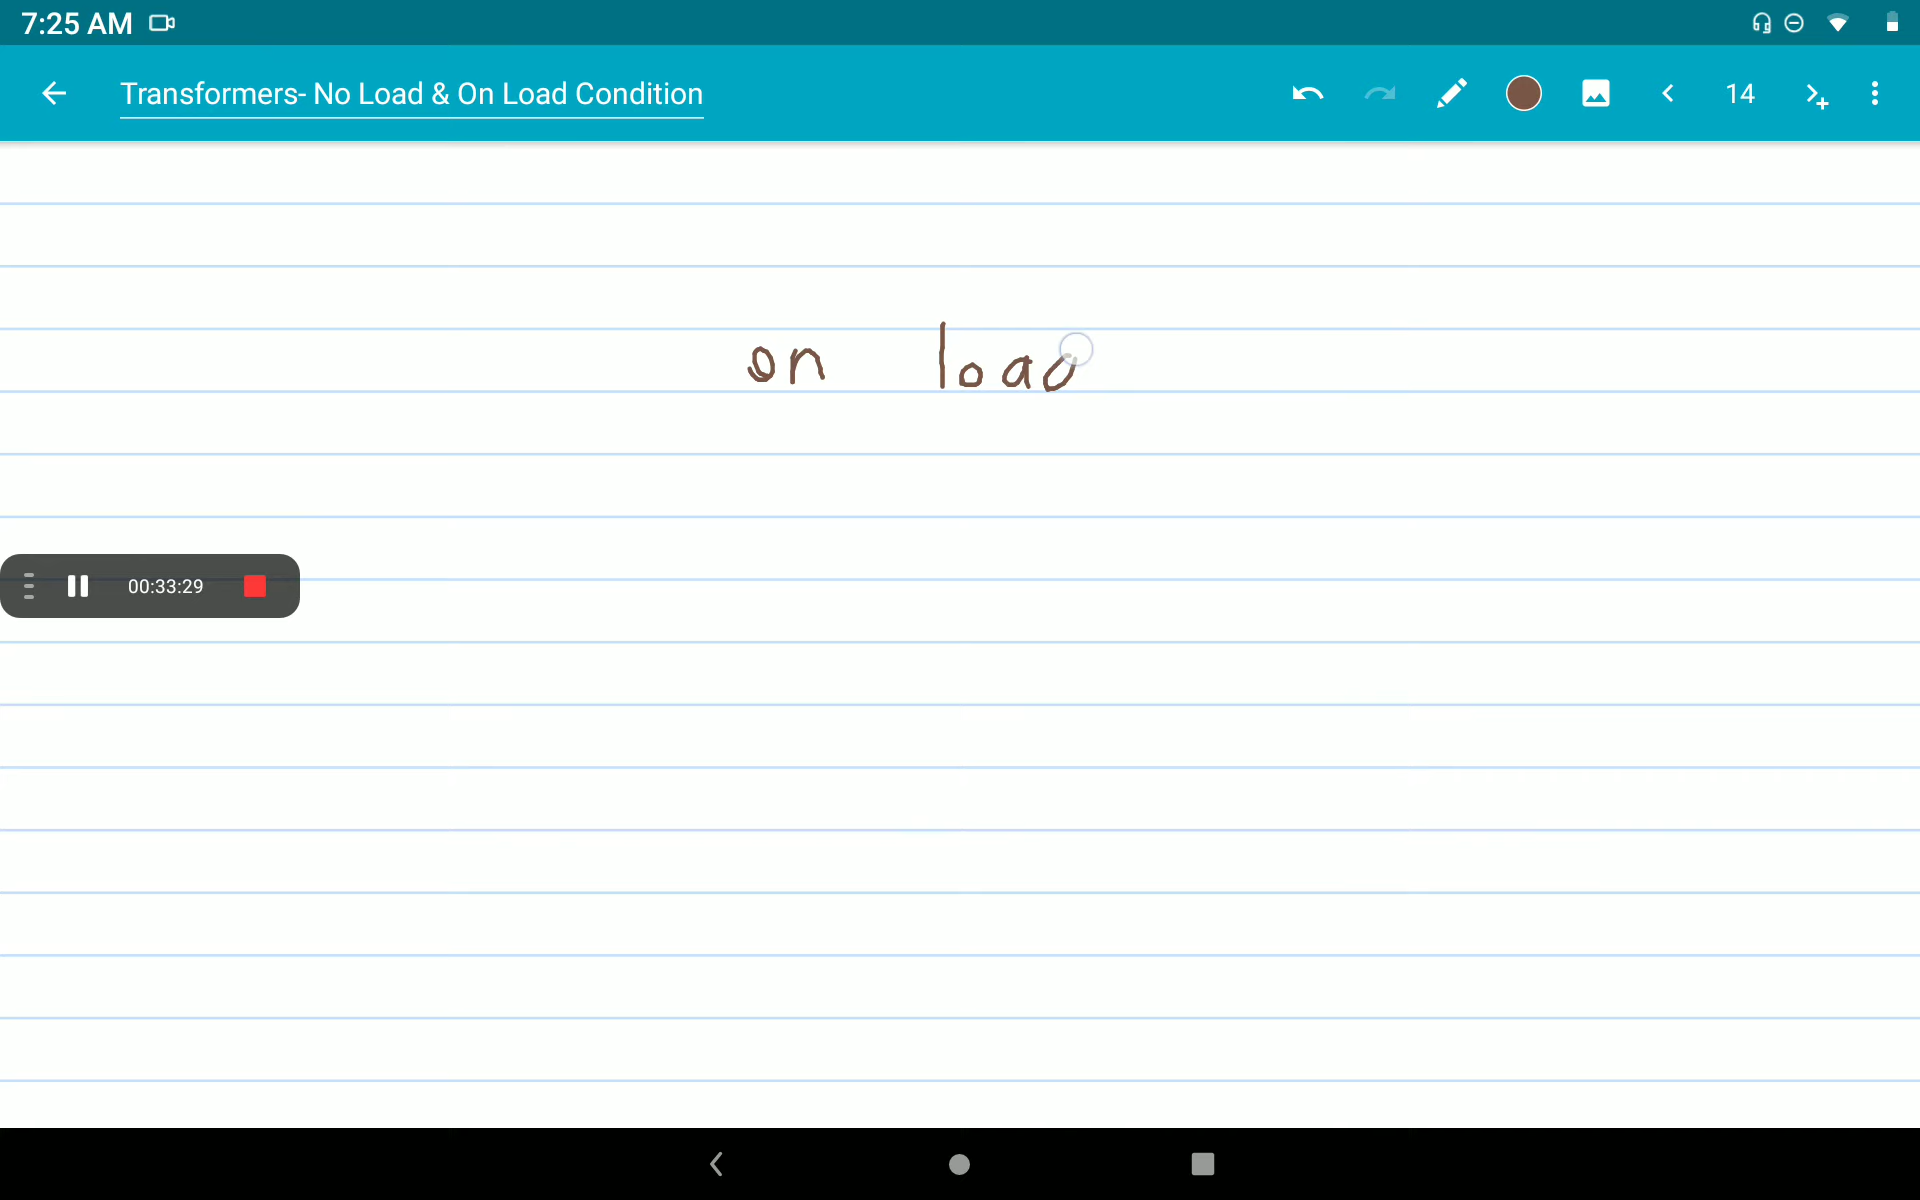 7:25 AM
Transformers- No Load & On Load Condition
14
on load
00:33:29